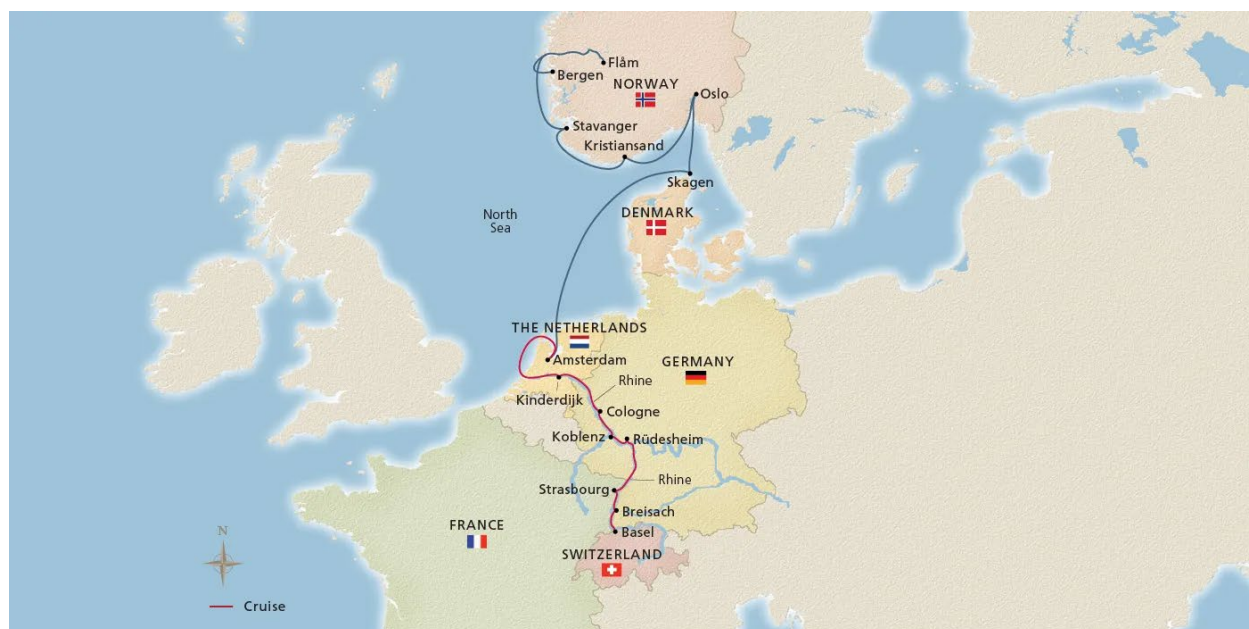 Flåm
Bergen
NORWAY
Oslo
Stavanger
Kristiansand
Skagen
North
Sea
DENMARK
THE NETHERLANDS
Amsterdam
GERMANY
Rhine
Kinderdijk
Cologne
Koblenz
Rüdesheim
Rhine
Strasbourg
Breisach
FRANCE
N
Basel
SWITZERLAND
Cruise